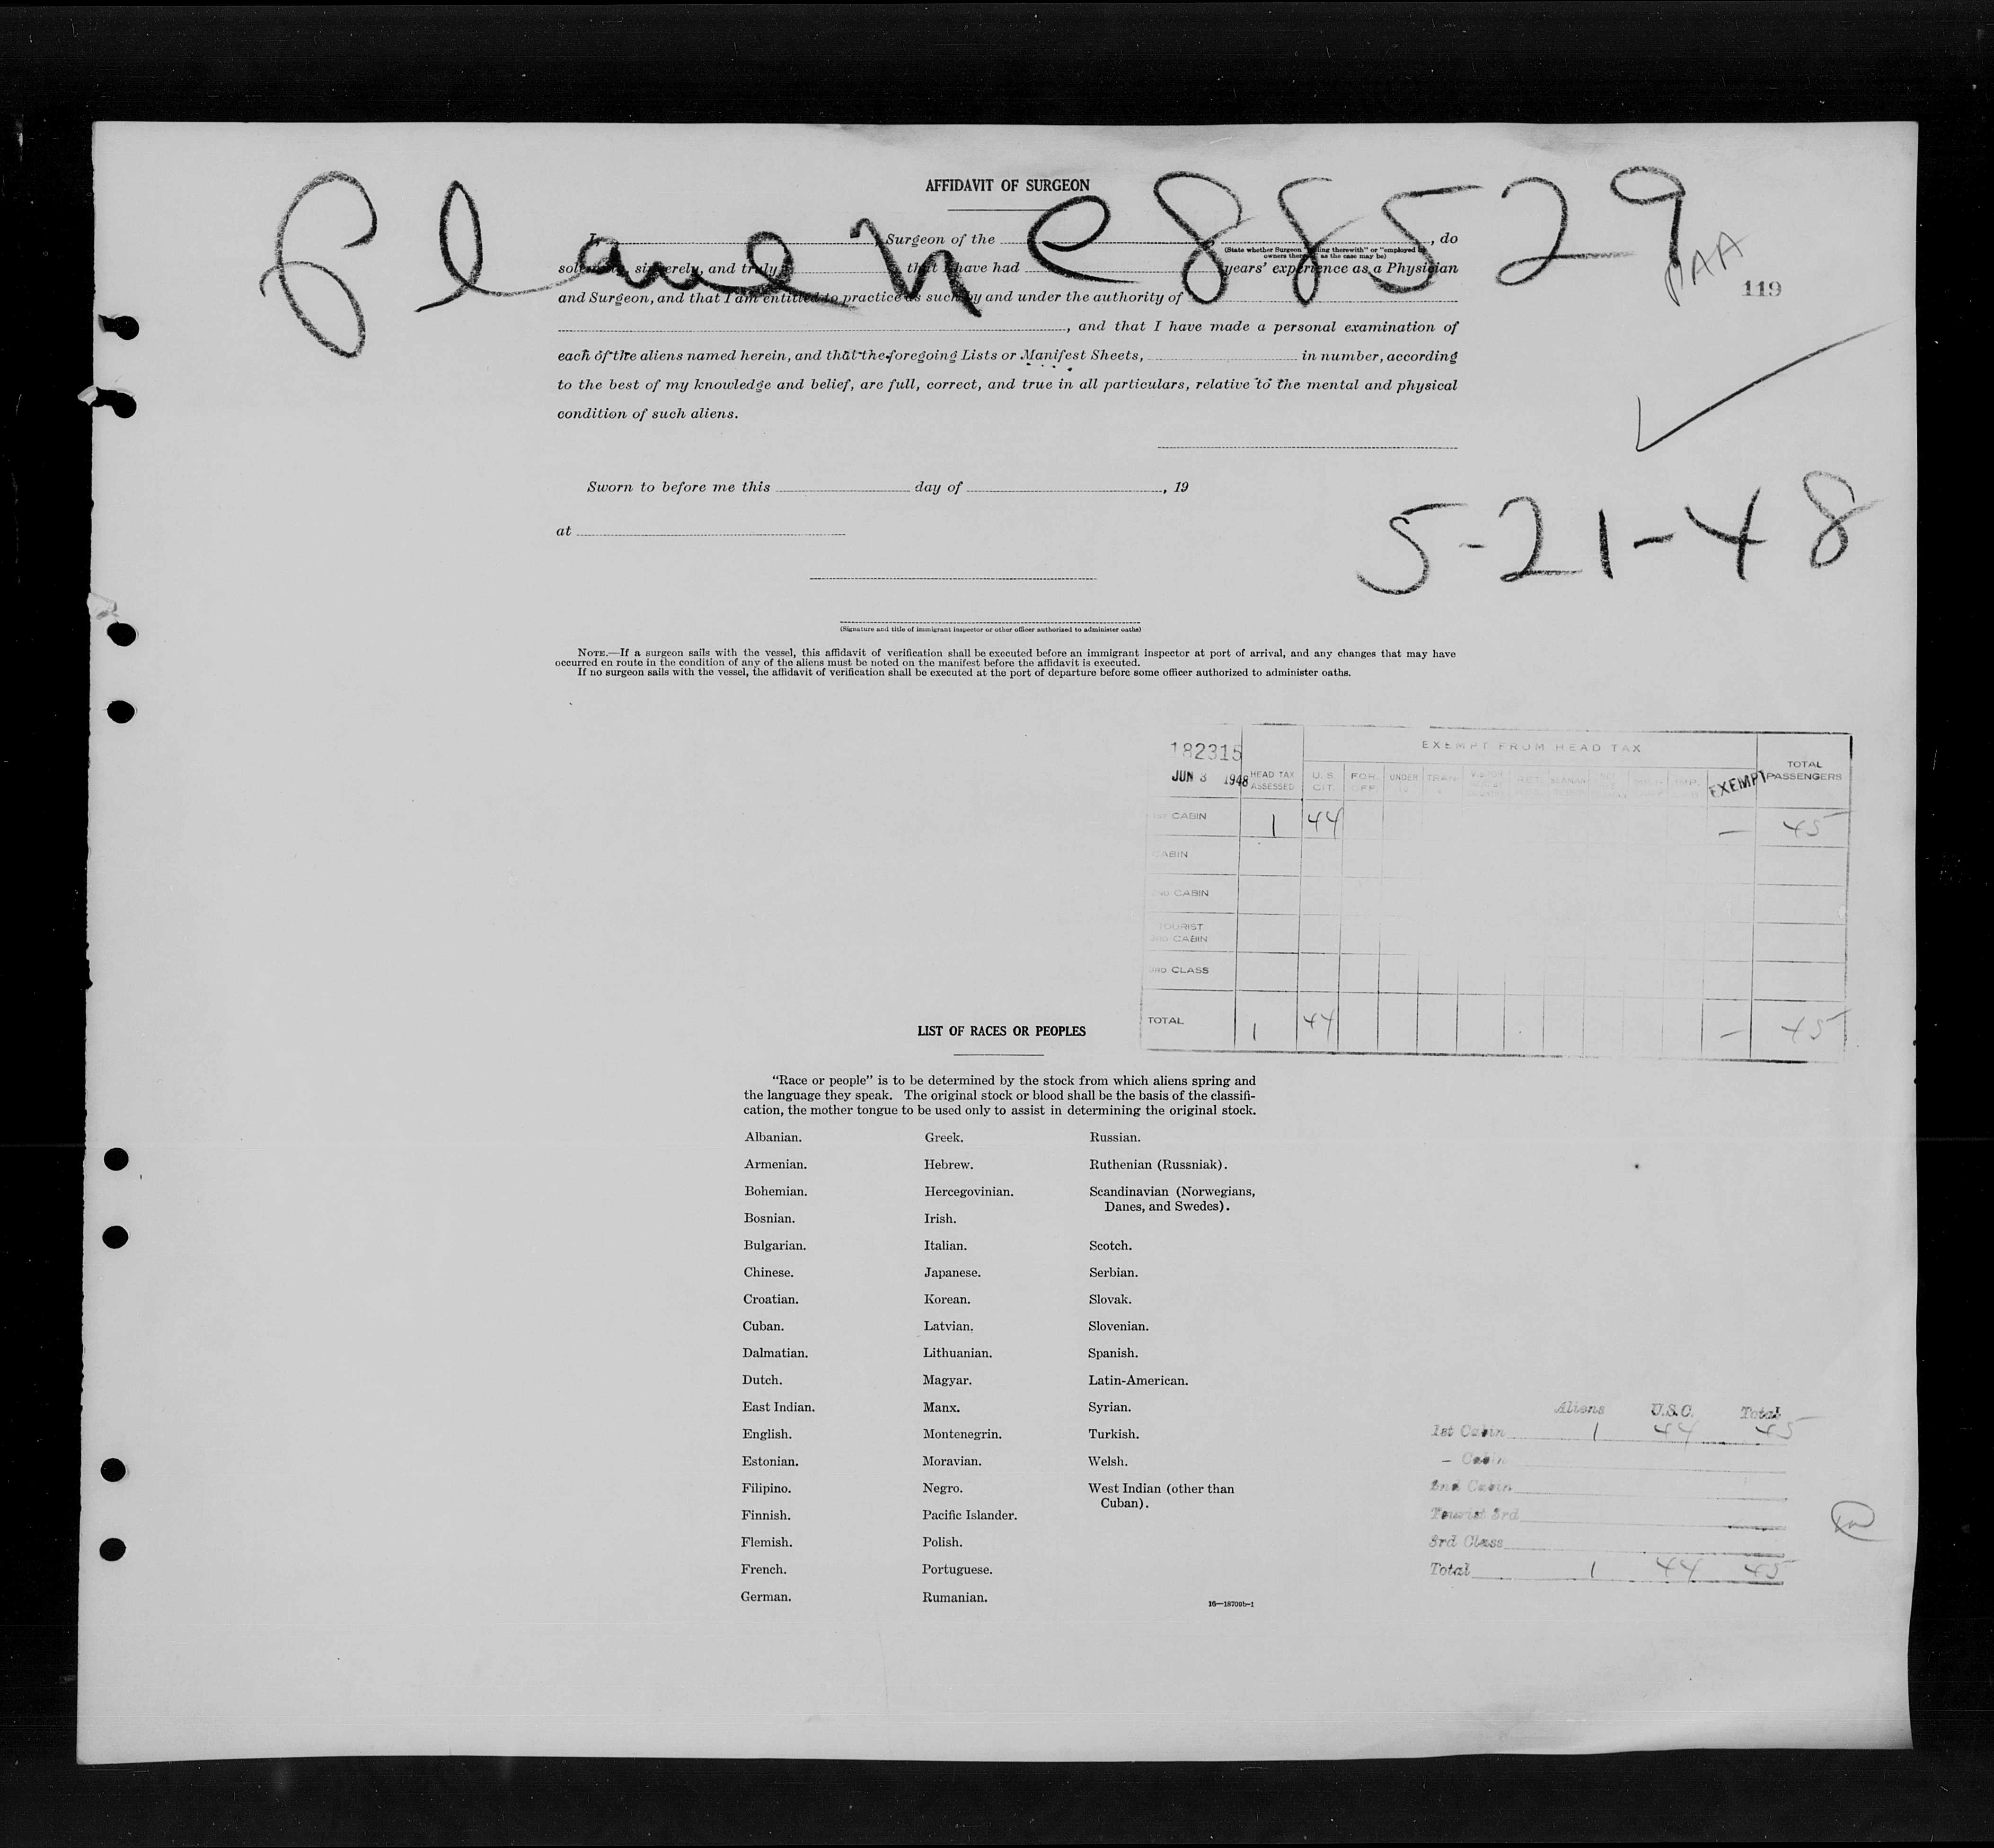 Plane 88529
PAA
119
AFFIDAVIT OF SURGEON
I, Surgeon of the , do
(State whether Surgeon sailing therewith" or "employed by
owners thereof, as the case may be)
solemnly, sincerely, and truly that I have had years' experience as a Physician
and Surgeon, and that I am entitled to practice as such by and under the authority of
, and that I have made a personal examination of
each of the aliens named herein, and that the foregoing Lists or Manifest Sheets, in number, according
to the best of my knowledge and belief, are full, correct, and true in all particulars, relative to the mental and physical
condition of such aliens.
Sworn to before me this day of , 19
at
5-21-48
(Signature and title of immigrant inspector or other officer authorized to administer oaths)
NOTE.—If a surgeon sails with the vessel, this affidavit of verification shall be executed before an immigrant inspector at port of arrival, and any changes that may have
occurred en route in the condition of any of the aliens must be noted on the manifest before the affidavit is executed.
If no surgeon sails with the vessel, the affidavit of verification shall be executed at the port of departure before some officer authorized to administer oaths.
182315 EXEMPT FROM HEAD TAX
JUN 3 1948 HEAD TAX ASSESSED U. S. CIT. FOR OFF UNDER TRAN EXEMPT TOTAL PASSENGERS
1ST CABIN 1 44 — 45
CABIN
2ND CABIN
TOURIST
3RD CABIN
3RD CLASS
TOTAL 1 44 — 45
LIST OF RACES OR PEOPLES
"Race or people" is to be determined by the stock from which aliens spring and
the language they speak. The original stock or blood shall be the basis of the classifi-
cation, the mother tongue to be used only to assist in determining the original stock.
Albanian. Greek. Russian.
Armenian. Hebrew. Ruthenian (Russniak).
Bohemian. Hercegovinian. Scandinavian (Norwegians,
Danes, and Swedes).
Bosnian. Irish.
Bulgarian. Italian. Scotch.
Chinese. Japanese. Serbian.
Croatian. Korean. Slovak.
Cuban. Latvian. Slovenian.
Dalmatian. Lithuanian. Spanish.
Dutch. Magyar. Latin-American.
East Indian. Manx. Syrian.
English. Montenegrin. Turkish.
Estonian. Moravian. Welsh.
Filipino. Negro. West Indian (other than
Cuban).
Finnish. Pacific Islander.
Flemish. Polish.
French. Portuguese.
German. Rumanian.
16—18709b-1
Aliens U.S.C. Total
1st Cabin 1 44 45
- Cabin
2nd Cabin
Tourist 3rd
3rd Class
Total 1 44 45